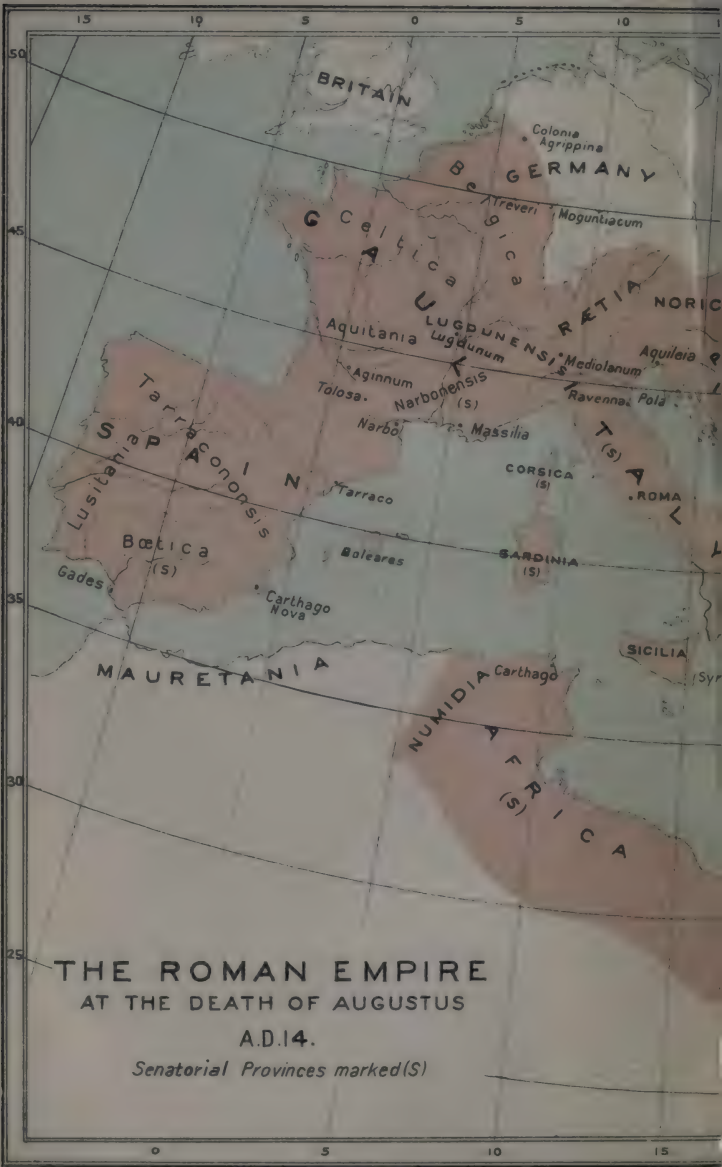 15 10 5 0 5 10
50
BRITAIN
Colonia
Agrippina
GERMANY
Belgica
Treveri
Moguntiacum
45
GAUL
Celtica
RÆTIA
NORIC
Aquitania
LUGDUNENSIS
Lugdunum
Mediolanum
Aquileia
Aginnum
Tolosa
Narbonensis
(S)
Ravenna
Pola
Narbo
Massilia
ITAL
(S)
40
Tarraconensis
SPAIN
Lusitania
CORSICA
(S)
ROMA
Tarraco
Bœtica
(S)
Baleares
SARDINIA
(S)
Gades
Carthago
Nova
35
SICILIA
Syr
MAURETANIA
NUMIDIA
Carthago
AFRICA
(S)
30
25
THE ROMAN EMPIRE
AT THE DEATH OF AUGUSTUS
A.D.14.
Senatorial Provinces marked (S)
0 5 10 15